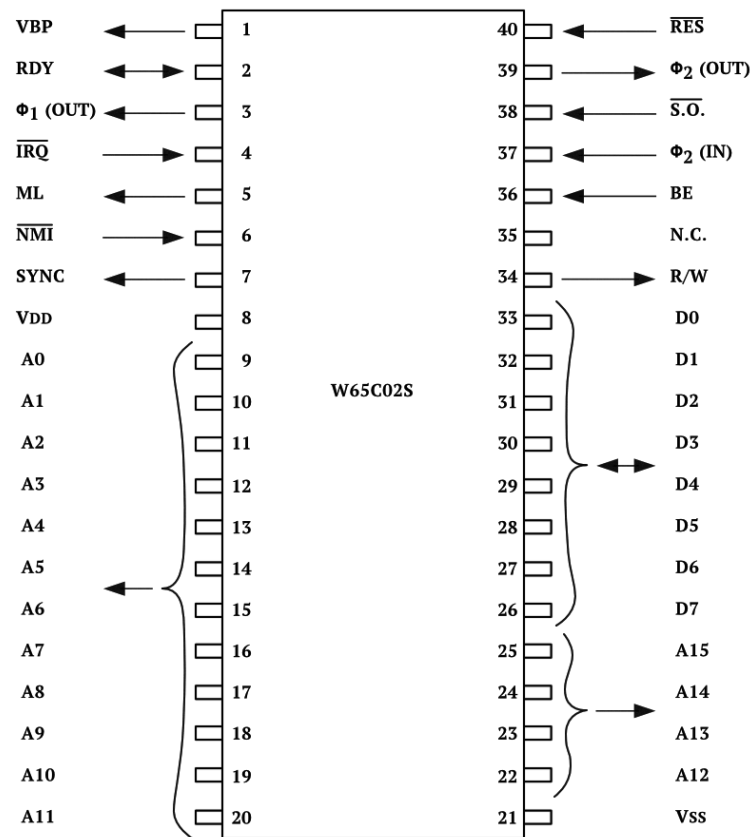 VBP 1 40 R̅E̅S̅
RDY 2 39 Φ₂ (OUT)
Φ₁ (OUT) 3 38 S̅.̅O̅.̅
I̅R̅Q̅ 4 37 Φ₂ (IN)
ML 5 36 BE
N̅M̅I̅ 6 35 N.C.
SYNC 7 34 R/W
VDD 8 33 D0
A0 9 32 D1
W65C02S
A1 10 31 D2
A2 11 30 D3
A3 12 29 D4
A4 13 28 D5
A5 14 27 D6
A6 15 26 D7
A7 16 25 A15
A8 17 24 A14
A9 18 23 A13
A10 19 22 A12
A11 20 21 Vss